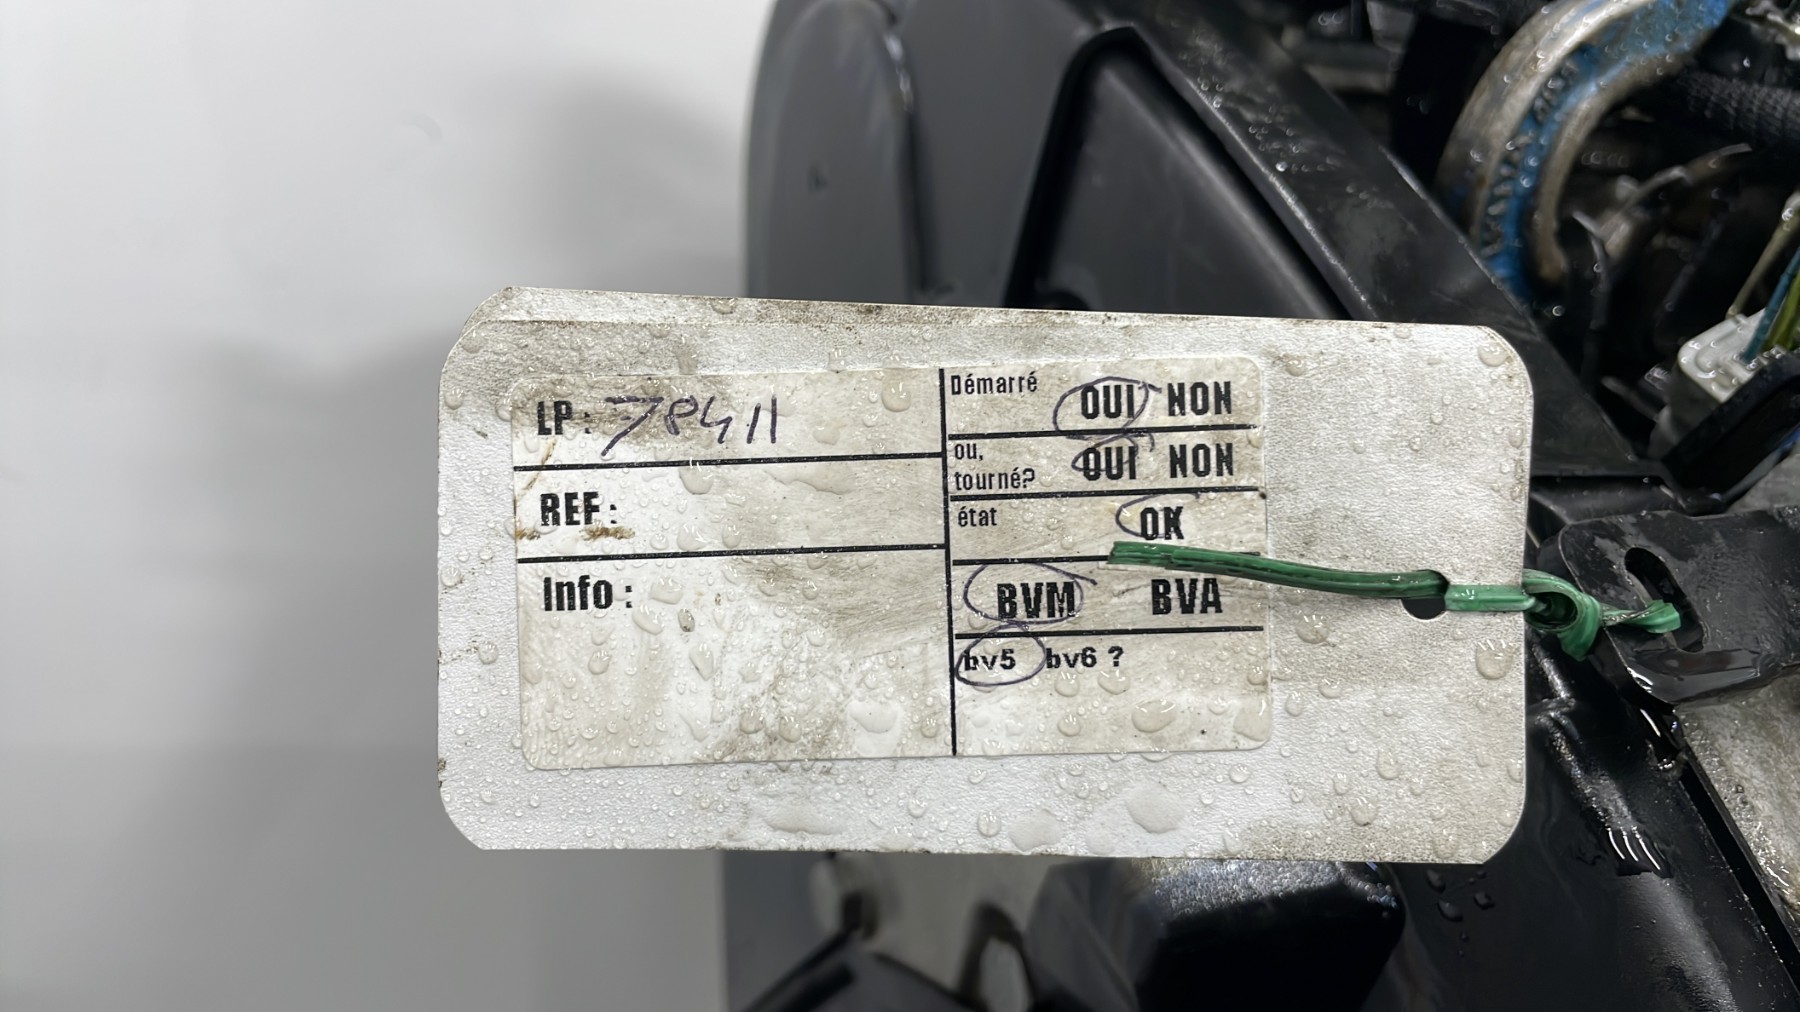 LP: 78411
REF:
Info :
Démarré OUI NON
ou,
tourné? OUI NON
état OK
BVM BVA
bv5 bv6 ?